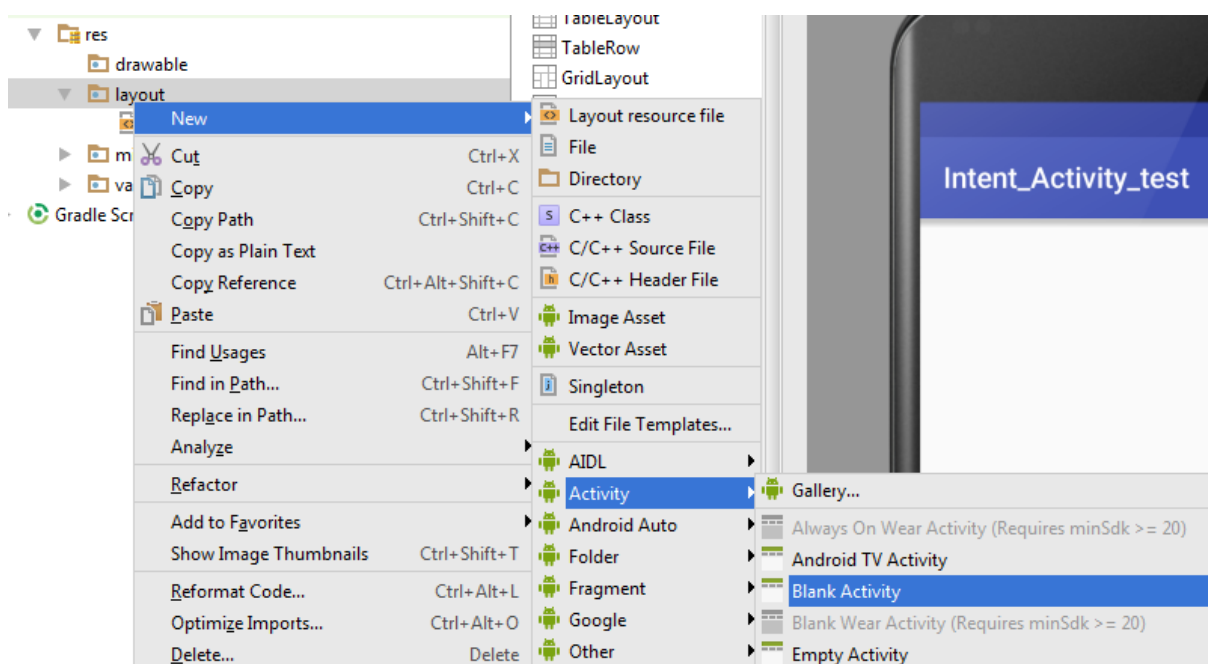 res
drawable
layout
m
va
Gradle Scr
New
Cut Ctrl+X
Copy Ctrl+C
Copy Path Ctrl+Shift+C
Copy as Plain Text
Copy Reference Ctrl+Alt+Shift+C
Paste Ctrl+V
Find Usages Alt+F7
Find in Path... Ctrl+Shift+F
Replace in Path... Ctrl+Shift+R
Analyze
Refactor
Add to Favorites
Show Image Thumbnails Ctrl+Shift+T
Reformat Code... Ctrl+Alt+L
Optimize Imports... Ctrl+Alt+O
Delete... Delete
TableLayout
TableRow
GridLayout
Layout resource file
File
Directory
S C++ Class
C++ C/C++ Source File
h C/C++ Header File
Image Asset
Vector Asset
Singleton
Edit File Templates...
AIDL
Activity
Android Auto
Folder
Fragment
Google
Other
Gallery...
Always On Wear Activity (Requires minSdk >= 20)
Android TV Activity
Blank Activity
Blank Wear Activity (Requires minSdk >= 20)
Empty Activity
Intent_Activity_test